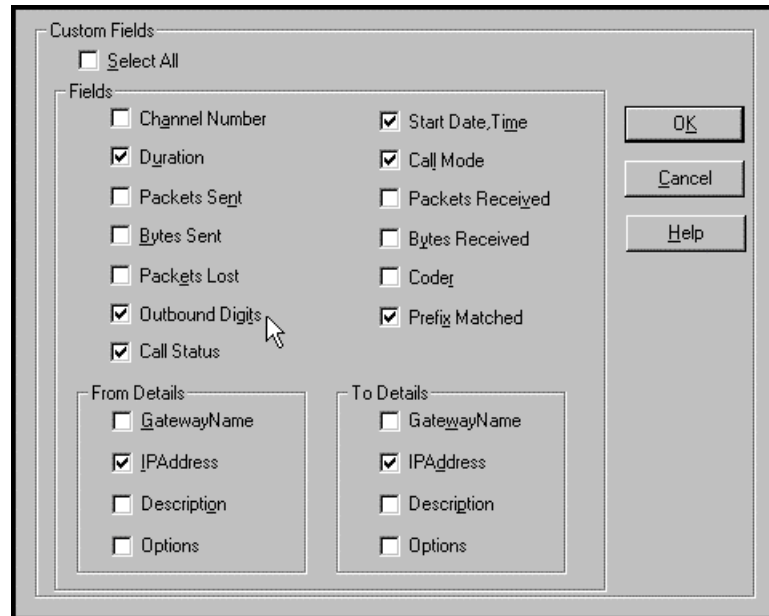 Custom Fields
Select All
Fields
Channel Number
Start Date,Time
Duration
Call Mode
Packets Sent
Packets Received
Bytes Sent
Bytes Received
Packets Lost
Coder
Outbound Digits
Prefix Matched
Call Status
From Details
GatewayName
IPAddress
Description
Options
To Details
GatewayName
IPAddress
Description
Options
OK
Cancel
Help